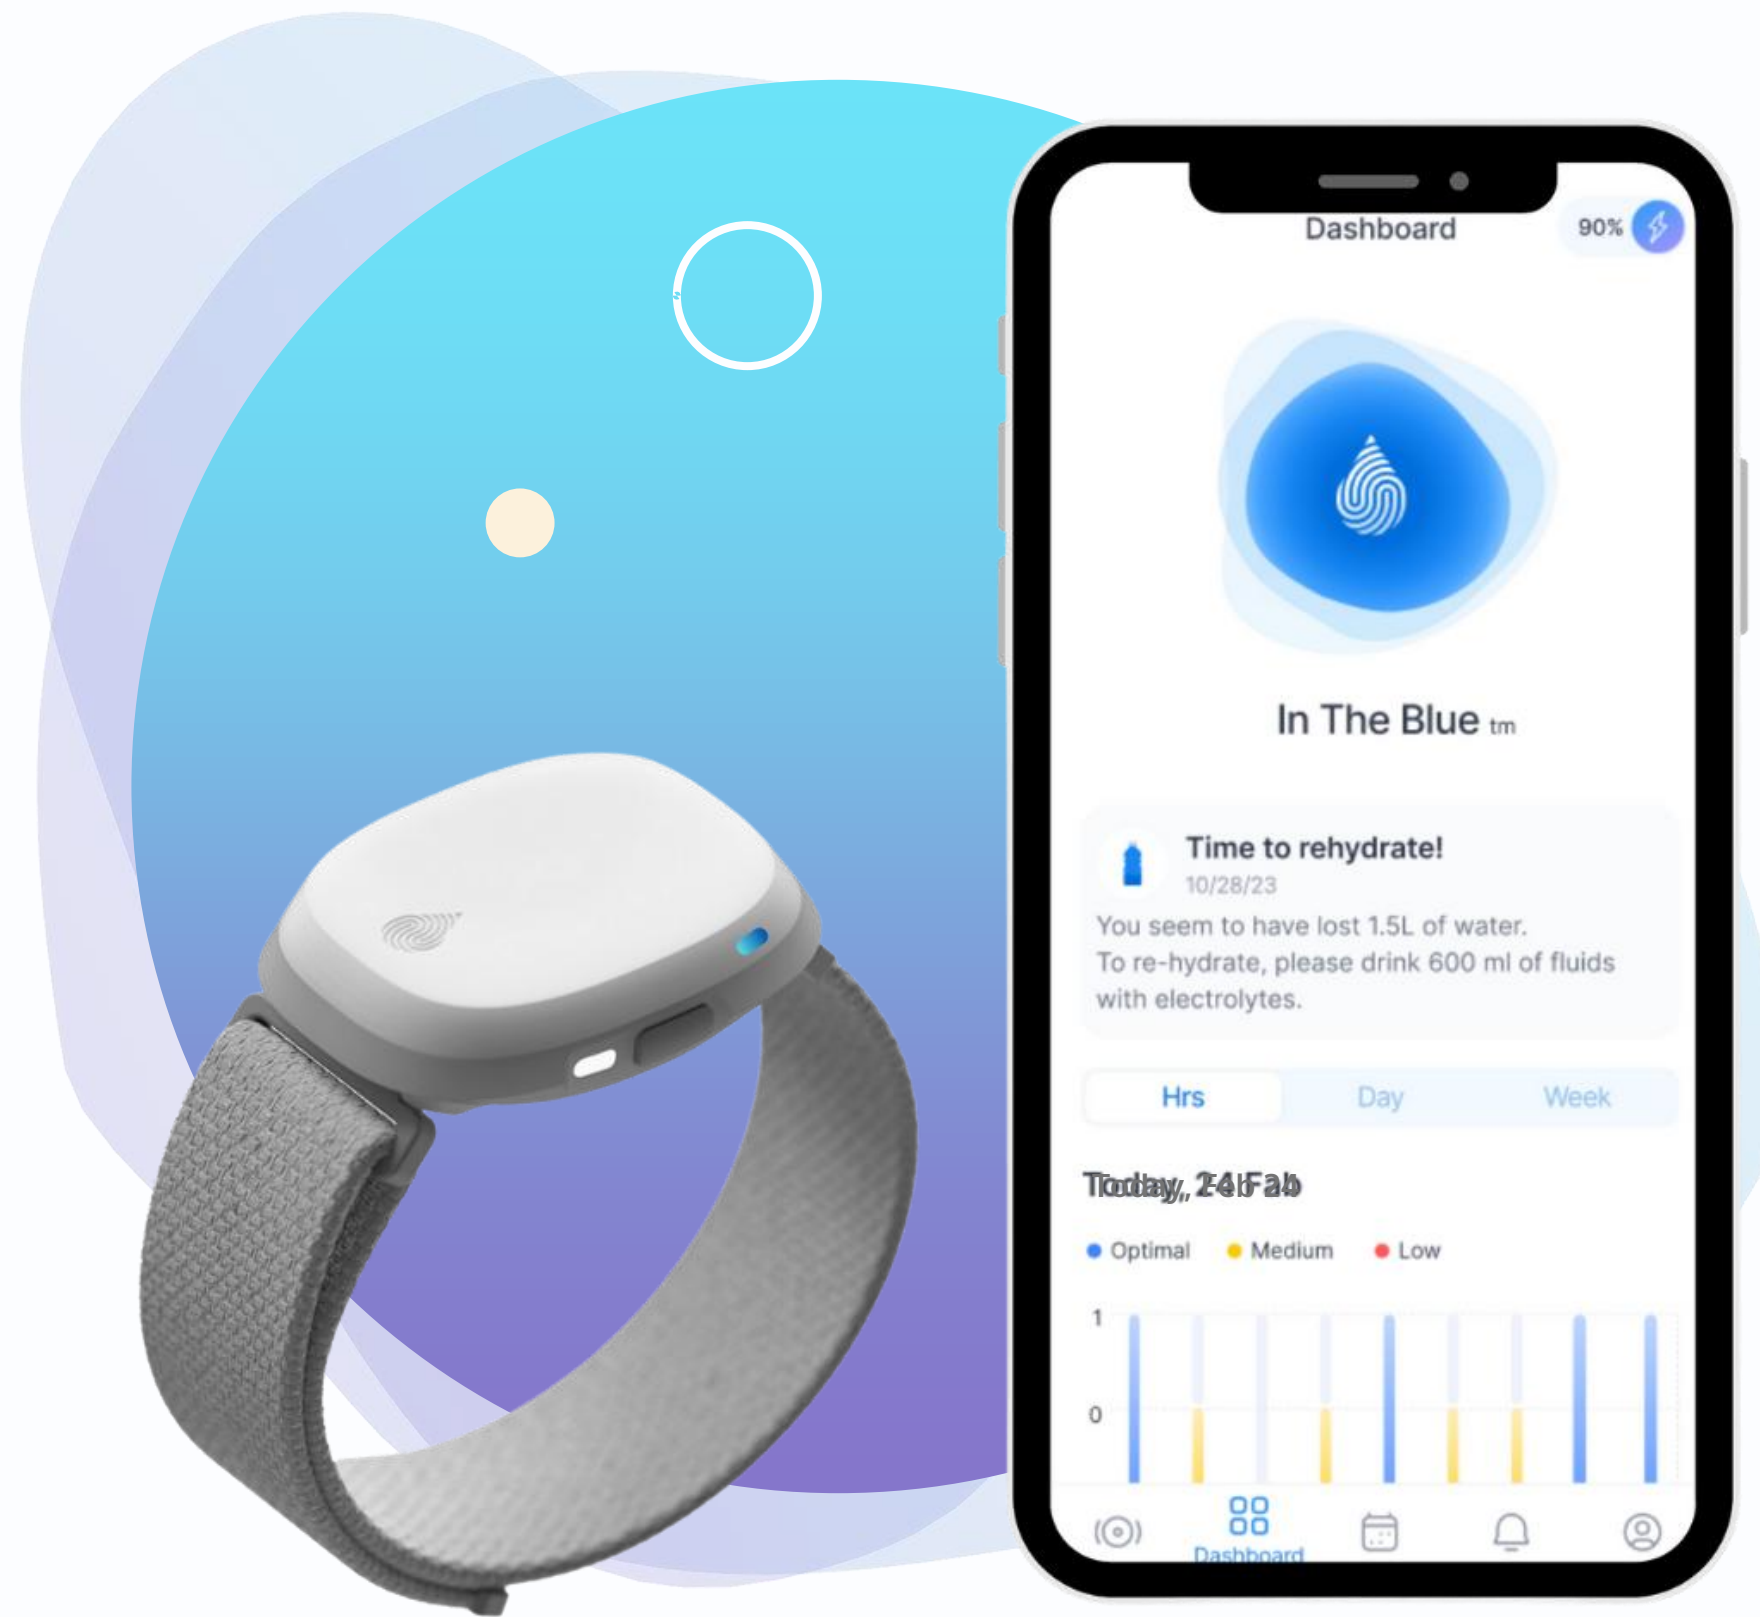 Dashboard
90%
In The Blue tm
Time to rehydrate!
10/28/23
You seem to have lost 1.5L of water.
To re-hydrate, please drink 600 ml of fluids
with electrolytes.
Hrs Day Week
Today,
Optimal Medium Low
1
0
Dashboard